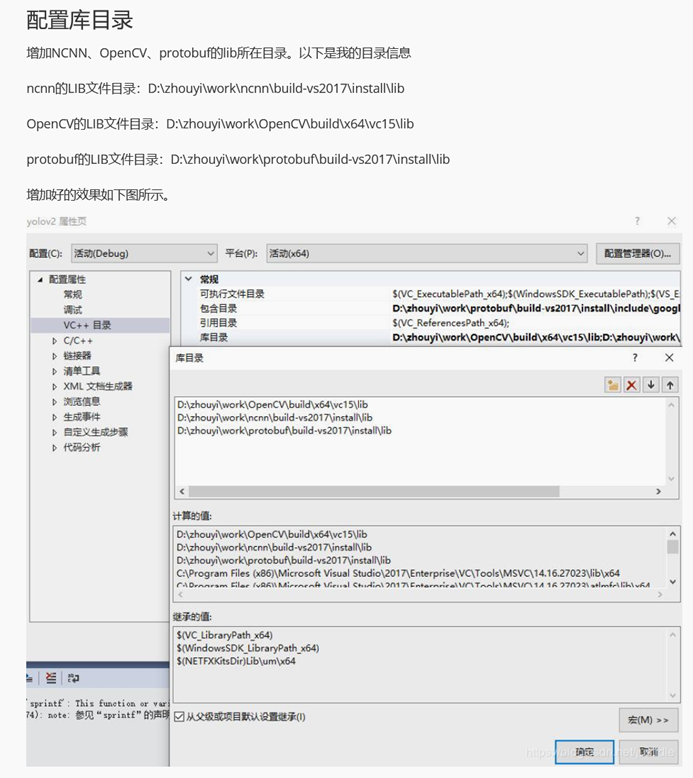 配置库目录
增加NCNN、OpenCV、protobuf的lib所在目录。以下是我的目录信息
ncnn的LIB文件目录：D:\zhouyi\work\ncnn\build-vs2017\install\lib
OpenCV的LIB文件目录：D:\zhouyi\work\OpenCV\build\x64\vc15\lib
protobuf的LIB文件目录：D:\zhouyi\work\protobuf\build-vs2017\install\lib
增加好的效果如下图所示。
yolov2 属性页
配置(C): 活动(Debug) 平台(P): 活动(x64) 配置管理器(O)...
配置属性
常规
调试
VC++ 目录
C/C++
链接器
清单工具
XML 文档生成器
浏览信息
生成事件
自定义生成步骤
代码分析
常规
可执行文件目录 $(VC_ExecutablePath_x64);$(WindowsSDK_ExecutablePath);$(VS_E
包含目录 D:\zhouyi\work\protobuf\build-vs2017\install\include\googl
引用目录 $(VC_ReferencesPath_x64);
库目录 D:\zhouyi\work\OpenCV\build\x64\vc15\lib;D:\zhouyi\work\
库目录
D:\zhouyi\work\OpenCV\build\x64\vc15\lib
D:\zhouyi\work\ncnn\build-vs2017\install\lib
D:\zhouyi\work\protobuf\build-vs2017\install\lib
计算的值:
D:\zhouyi\work\OpenCV\build\x64\vc15\lib
D:\zhouyi\work\ncnn\build-vs2017\install\lib
D:\zhouyi\work\protobuf\build-vs2017\install\lib
C:\Program Files (x86)\Microsoft Visual Studio\2017\Enterprise\VC\Tools\MSVC\14.16.27023\lib\x64
C:\Program Files (x86)\Microsoft Visual Studio\2017\Enterprise\VC\Tools\MSVC\14.16.27023\atlmfc\lib\x64
继承的值:
$(VC_LibraryPath_x64)
$(WindowsSDK_LibraryPath_x64)
$(NETFXKitsDir)Lib\um\x64
从父级或项目默认设置继承(I)
宏(M) >>
确定 取消
sprintf': This function or vari
74): note: 参见“sprintf”的声明